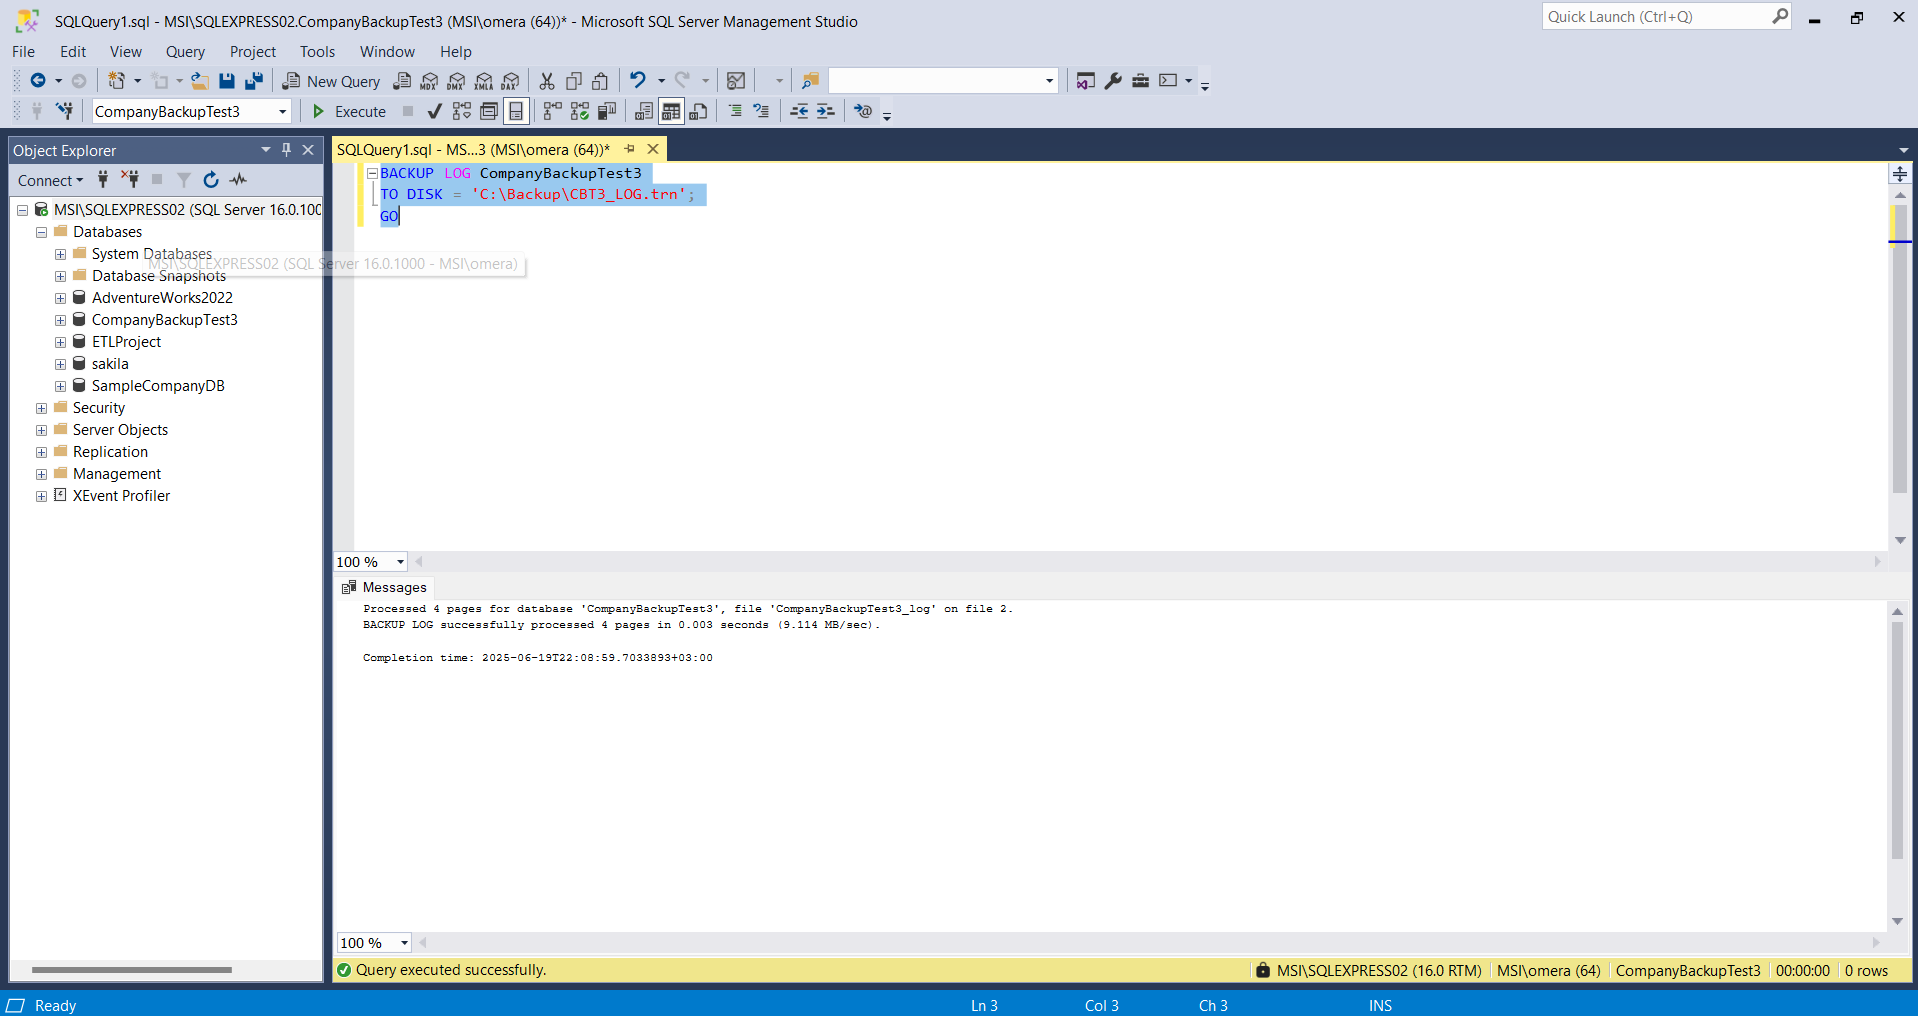 SQLQuery1.sql - MSI\SQLEXPRESS02.CompanyBackupTest3 (MSI\omera (64))* - Microsoft SQL Server Management Studio
Quick Launch (Ctrl+Q)
File Edit View Query Project Tools Window Help
New Query MDX DMX XMLA DAX
CompanyBackupTest3 Execute
Object Explorer
Connect
MSI\SQLEXPRESS02 (SQL Server 16.0.100
Databases
System Databases
MSI\SQLEXPRESS02 (SQL Server 16.0.1000 - MSI\omera)
Database Snapshots
AdventureWorks2022
CompanyBackupTest3
ETLProject
sakila
SampleCompanyDB
Security
Server Objects
Replication
Management
XEvent Profiler
SQLQuery1.sql - MS...3 (MSI\omera (64))*
BACKUP LOG CompanyBackupTest3
TO DISK = 'C:\Backup\CBT3_LOG.trn';
GO
100 %
Messages
Processed 4 pages for database 'CompanyBackupTest3', file 'CompanyBackupTest3_log' on file 2.
BACKUP LOG successfully processed 4 pages in 0.003 seconds (9.114 MB/sec).
Completion time: 2025-06-19T22:08:59.7033893+03:00
100 %
Query executed successfully.
MSI\SQLEXPRESS02 (16.0 RTM) MSI\omera (64) CompanyBackupTest3 00:00:00 0 rows
Ready Ln 3 Col 3 Ch 3 INS